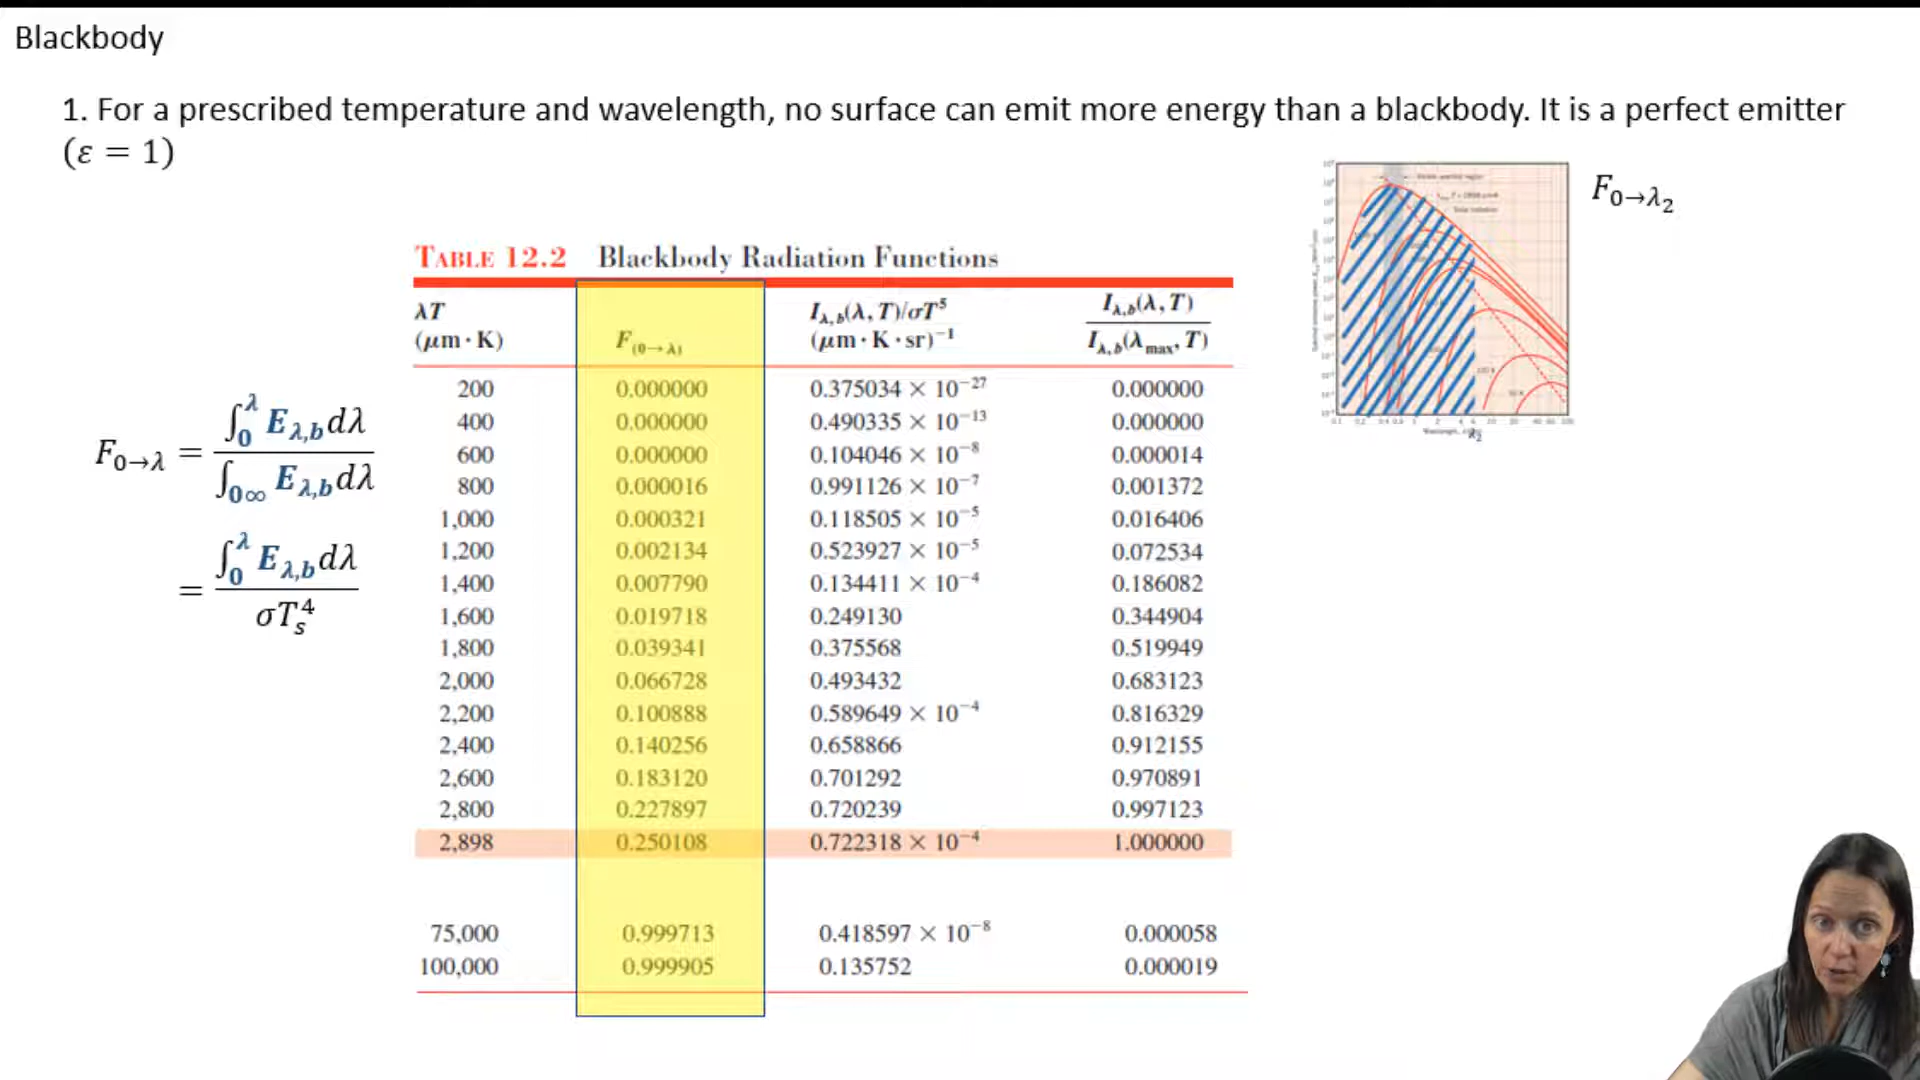 Blackbody
1. For a prescribed temperature and wavelength, no surface can emit more energy than a blackbody. It is a perfect emitter
(ε = 1)
F₀→λ₂
TABLE 12.2 Blackbody Radiation Functions
λT (μm · K) F(0→λ) Iλ,b(λ, T)/σT⁵ (μm · K · sr)⁻¹ Iλ,b(λ, T) / Iλ,b(λmax, T)
200 0.000000 0.375034 × 10⁻²⁷ 0.000000
400 0.000000 0.490335 × 10⁻¹³ 0.000000
600 0.000000 0.104046 × 10⁻⁸ 0.000014
800 0.000016 0.991126 × 10⁻⁷ 0.001372
1,000 0.000321 0.118505 × 10⁻⁵ 0.016406
1,200 0.002134 0.523927 × 10⁻⁵ 0.072534
1,400 0.007790 0.134411 × 10⁻⁴ 0.186082
1,600 0.019718 0.249130 0.344904
1,800 0.039341 0.375568 0.519949
2,000 0.066728 0.493432 0.683123
2,200 0.100888 0.589649 × 10⁻⁴ 0.816329
2,400 0.140256 0.658866 0.912155
2,600 0.183120 0.701292 0.970891
2,800 0.227897 0.720239 0.997123
2,898 0.250108 0.722318 × 10⁻⁴ 1.000000
75,000 0.999713 0.418597 × 10⁻⁸ 0.000058
100,000 0.999905 0.135752 0.000019
F₀→λ = ∫₀^λ Eλ,b dλ / ∫₀∞ Eλ,b dλ
= ∫₀^λ Eλ,b dλ / σTₛ⁴
λ₂